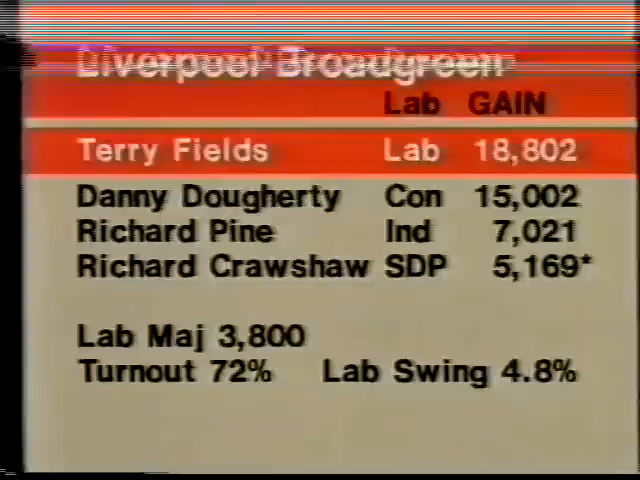 Liverpool Broadgreen
Lab GAIN
Terry Fields Lab 18,802
Danny Dougherty Con 15,002
Richard Pine Ind 7,021
Richard Crawshaw SDP 5,169*
Lab Maj 3,800
Turnout 72% Lab Swing 4.8%